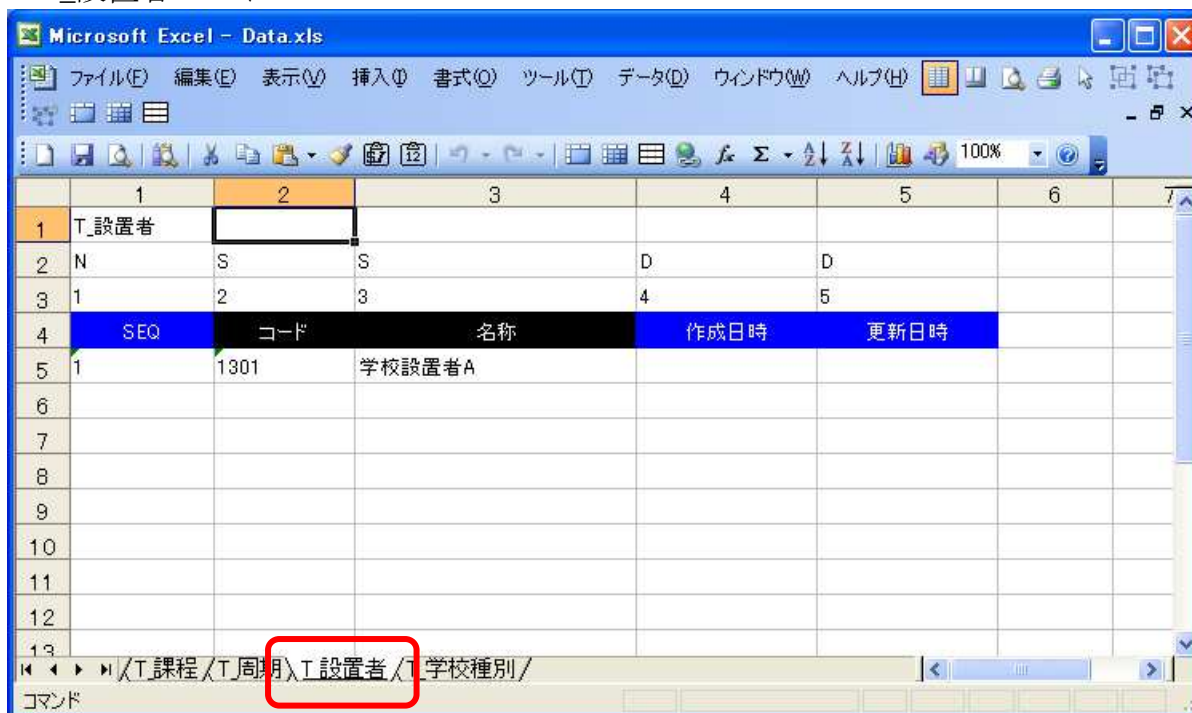 Microsoft Excel - Data.xls
ファイル(F) 編集(E) 表示(V) 挿入(I) 書式(O) ツール(T) データ(D) ウィンドウ(W) ヘルプ(H)
12 fx Σ 100%
1 2 3 4 5 6 7
1 T_設置者
2 N S S D D
3 1 2 3 4 5
4 SEQ コード 名称 作成日時 更新日時
5 1 1301 学校設置者A
6
7
8
9
10
11
12
13
T_課程 T_周期 T_設置者 T_学校種別
コマンド